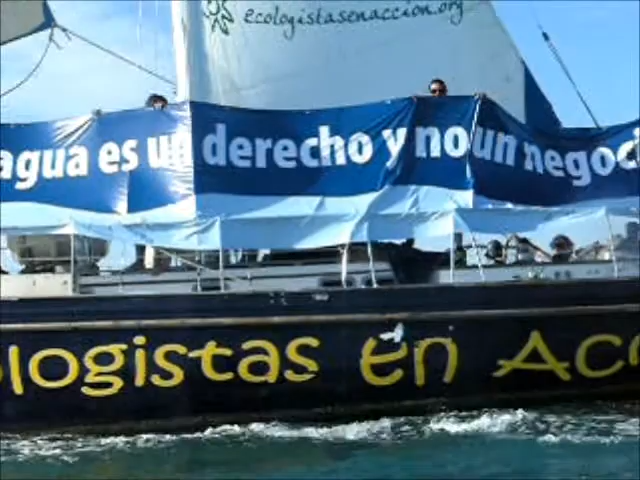 ecologistasenaccion.org
agua es un derecho y no un negoc
logistas en Acc